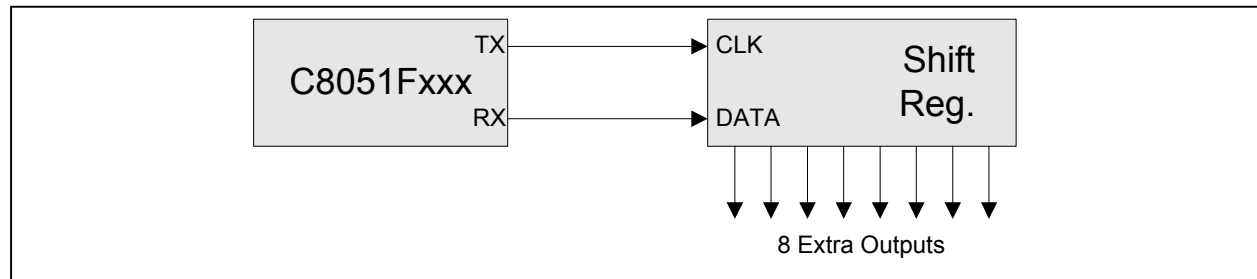 C8051Fxxx
TX
RX
CLK
DATA
Shift
Reg.
8 Extra Outputs